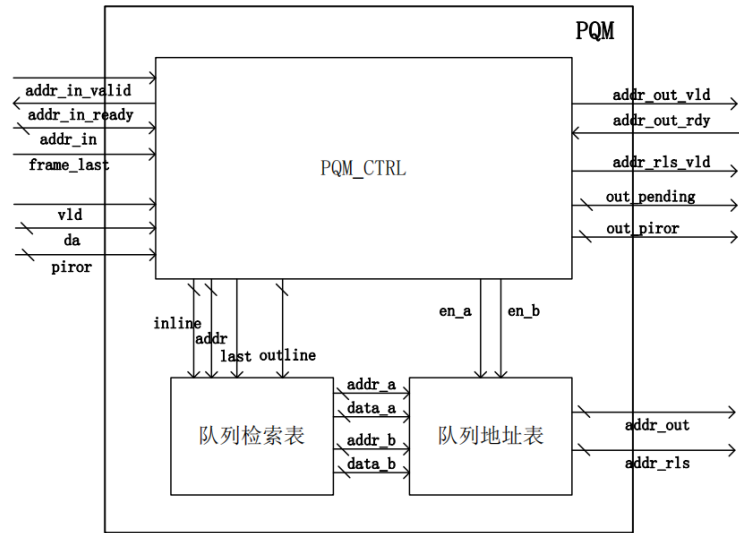 PQM
addr_in_valid
addr_in_ready
addr_in
frame_last
vld
da
piror
PQM_CTRL
addr_out_vld
addr_out_rdy
addr_rls_vld
out_pending
out_piror
inline
addr
last
outline
en_a
en_b
队列检索表
addr_a
data_a
addr_b
data_b
队列地址表
addr_out
addr_rls